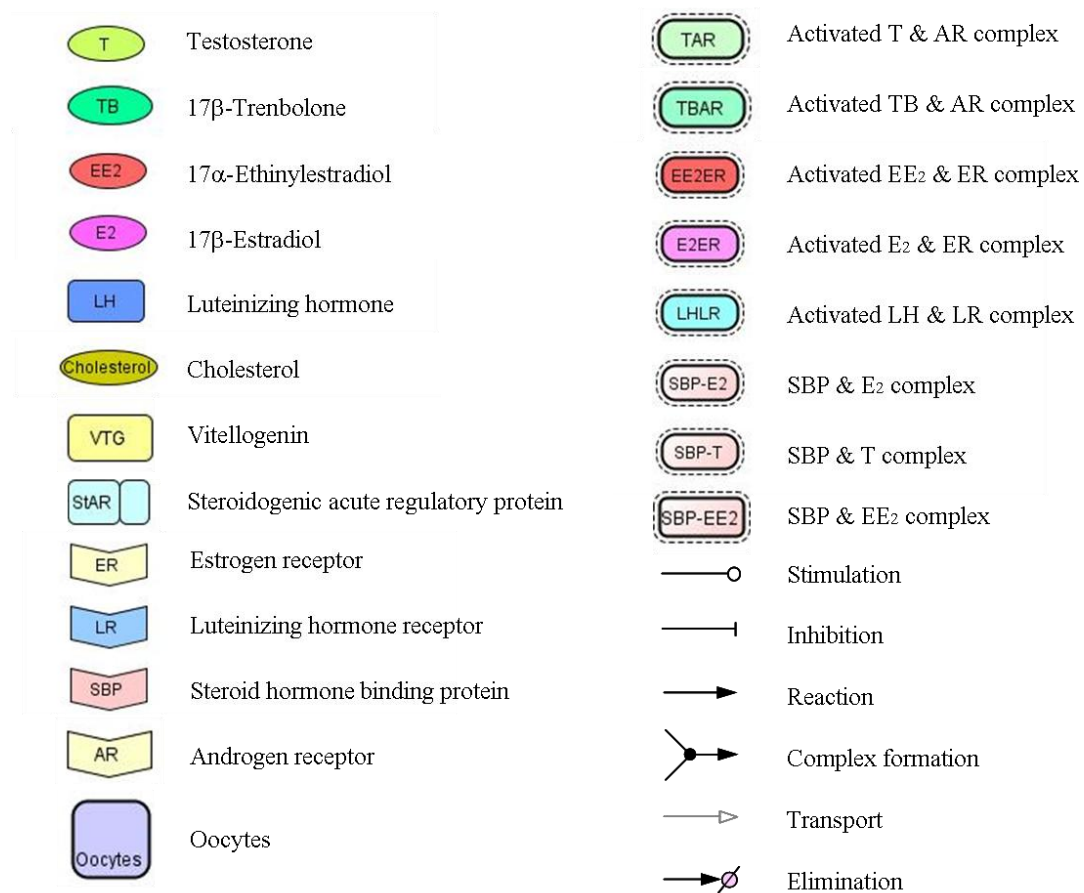 T Testosterone
TB 17β-Trenbolone
EE2 17α-Ethinylestradiol
E2 17β-Estradiol
LH Luteinizing hormone
Cholesterol Cholesterol
VTG Vitellogenin
StAR Steroidogenic acute regulatory protein
ER Estrogen receptor
LR Luteinizing hormone receptor
SBP Steroid hormone binding protein
AR Androgen receptor
Oocytes Oocytes
TAR Activated T & AR complex
TBAR Activated TB & AR complex
EE2ER Activated EE₂ & ER complex
E2ER Activated E₂ & ER complex
LHLR Activated LH & LR complex
SBP-E2 SBP & E₂ complex
SBP-T SBP & T complex
SBP-EE2 SBP & EE₂ complex
Stimulation
Inhibition
Reaction
Complex formation
Transport
Elimination